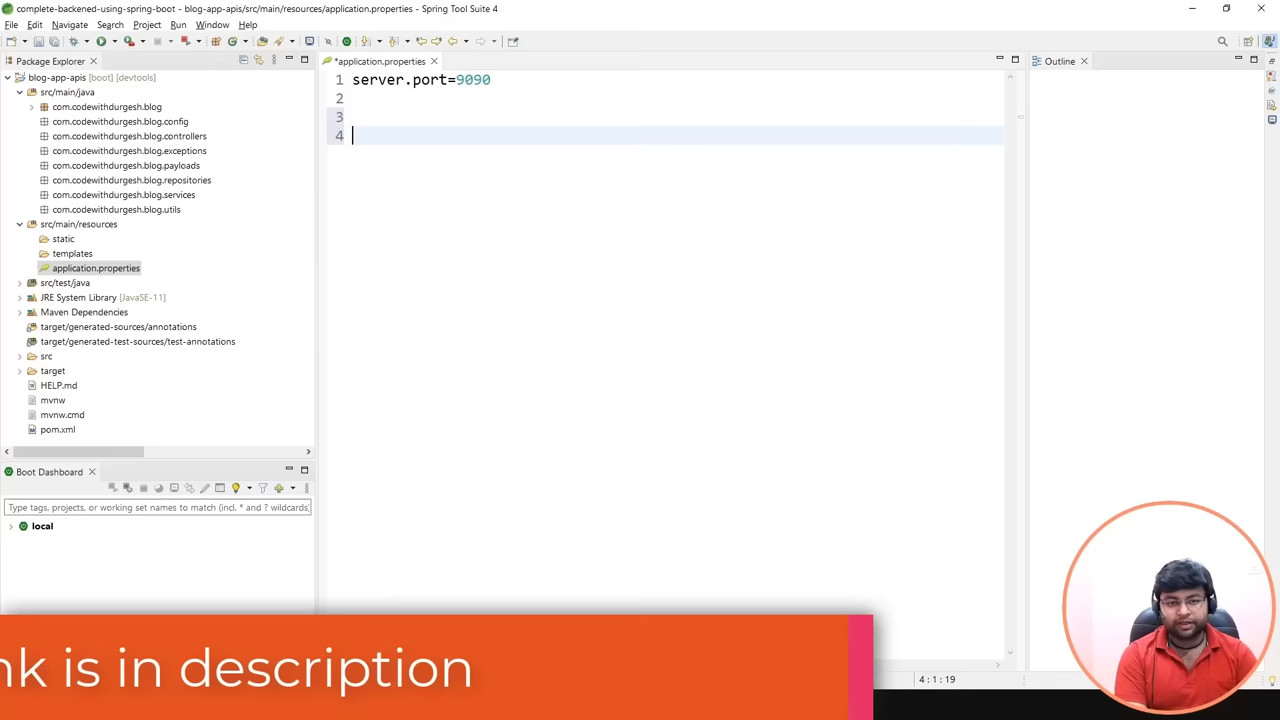 complete-backened-using-spring-boot - blog-app-apis/src/main/resources/application.properties - Spring Tool Suite 4
File Edit Navigate Search Project Run Window Help
Package Explorer
*application.properties
Outline
blog-app-apis [boot] [devtools]
src/main/java
com.codewithdurgesh.blog
com.codewithdurgesh.blog.config
com.codewithdurgesh.blog.controllers
com.codewithdurgesh.blog.exceptions
com.codewithdurgesh.blog.payloads
com.codewithdurgesh.blog.repositories
com.codewithdurgesh.blog.services
com.codewithdurgesh.blog.utils
src/main/resources
static
templates
application.properties
src/test/java
JRE System Library [JavaSE-11]
Maven Dependencies
target/generated-sources/annotations
target/generated-test-sources/test-annotations
src
target
HELP.md
mvnw
mvnw.cmd
pom.xml
1 server.port=9090
2
3
4
Boot Dashboard
Type tags, projects, or working set names to match (incl. * and ? wildcards)
local
nk is in description
4 : 1 : 19